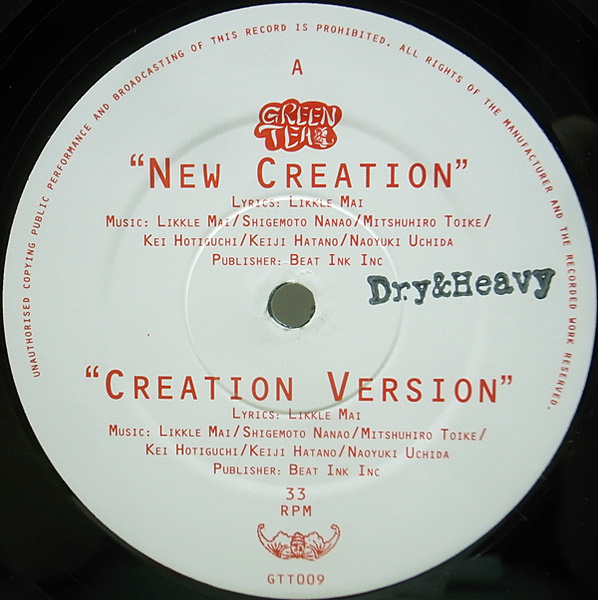 UNAUTHORISED COPYING PUBLIC PERFORMANCE AND BROADCASTING OF THIS RECORD IS PROHIBITED. ALL RIGHTS OF THE MANUFACTURER AND THE RECORDED WORK RESERVED.
A
GREEN
TEA
“NEW CREATION”
LYRICS: LIKKLE MAI
MUSIC: LIKKLE MAI/SHIGEMOTO NANAO/MITSHUHIRO TOIKE/
KEI HOTIGUCHI/KEIJI HATANO/NAOYUKI UCHIDA
PUBLISHER: BEAT INK INC
Dry&Heavy
“CREATION VERSION”
LYRICS: LIKKLE MAI
MUSIC: LIKKLE MAI/SHIGEMOTO NANAO/MITSHUHIRO TOIKE/
KEI HOTIGUCHI/KEIJI HATANO/NAOYUKI UCHIDA
PUBLISHER: BEAT INK INC
33
RPM
GTT009